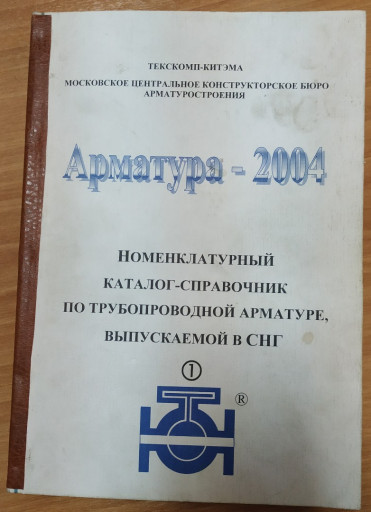 ТЕКСКОМП-КИТЭМА
МОСКОВСКОЕ ЦЕНТРАЛЬНОЕ КОНСТРУКТОРСКОЕ БЮРО
АРМАТУРОСТРОЕНИЯ
Арматура - 2004
НОМЕНКЛАТУРНЫЙ
КАТАЛОГ-СПРАВОЧНИК
ПО ТРУБОПРОВОДНОЙ АРМАТУРЕ,
ВЫПУСКАЕМОЙ В СНГ
①
®